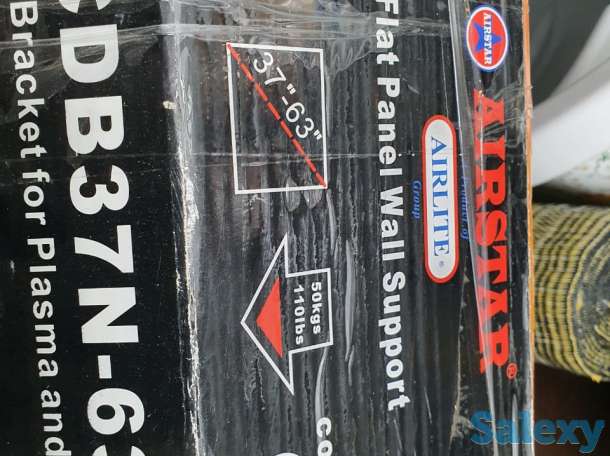 AIRSTAR
AIRSTAR®
Product of
AIRLITE®
Group
Flat Panel Wall Support
37"-63"
50kgs
110lbs
CDB37N-63
Bracket for Plasma and
Salexy